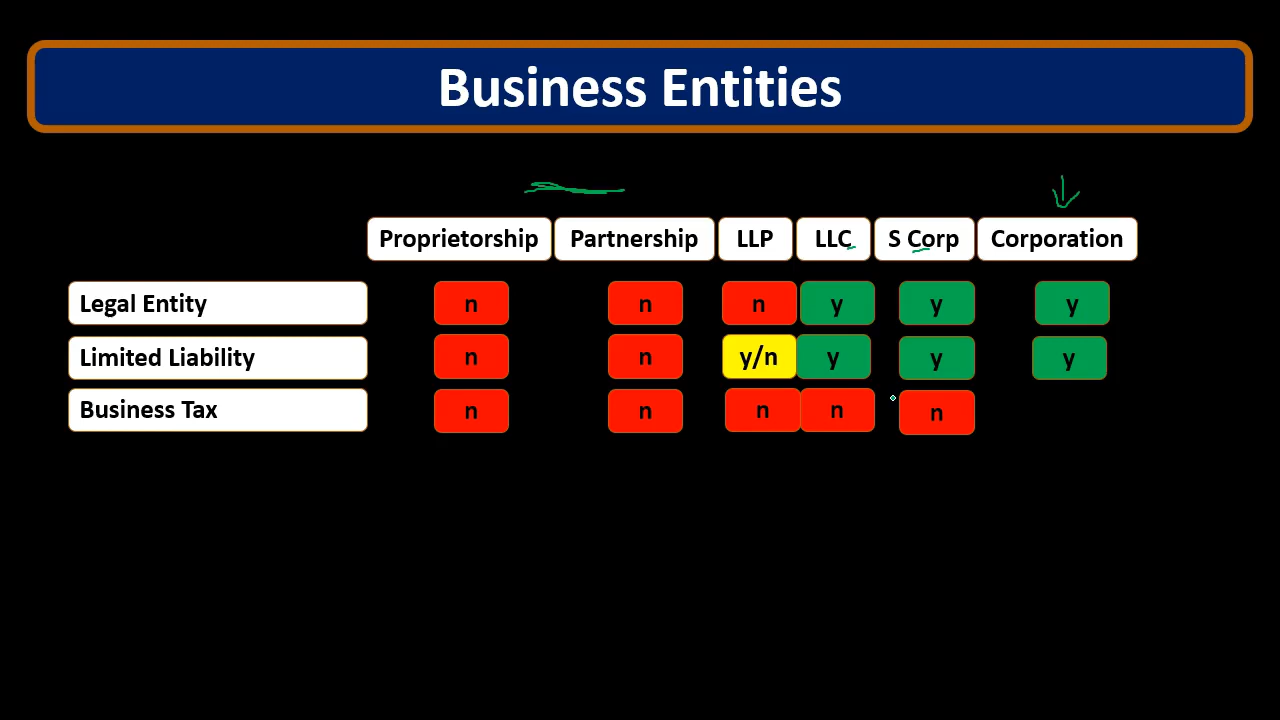 Business Entities
Proprietorship Partnership LLP LLC S Corp Corporation
Legal Entity n n n y y y
Limited Liability n n y/n y y y
Business Tax n n n n n